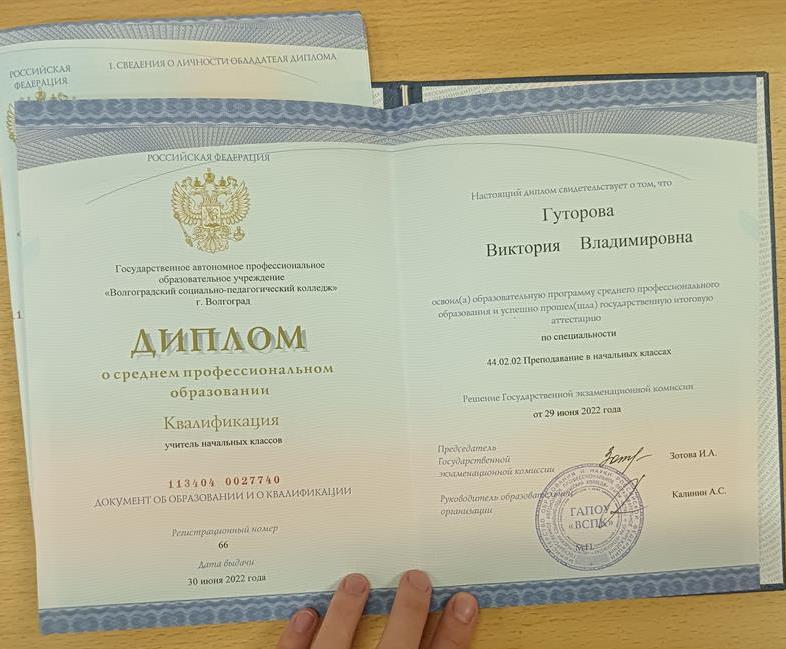 РОССИЙСКАЯ
ФЕДЕРАЦИЯ
1. СВЕДЕНИЯ О ЛИЧНОСТИ ОБЛАДАТЕЛЯ ДИПЛОМА
РОССИЙСКАЯ ФЕДЕРАЦИЯ
Государственное автономное профессиональное
образовательное учреждение
«Волгоградский социально-педагогический колледж»
г. Волгоград
ДИПЛОМ
о среднем профессиональном
образовании
Квалификация
учитель начальных классов
113404 0027740
ДОКУМЕНТ ОБ ОБРАЗОВАНИИ И О КВАЛИФИКАЦИИ
Регистрационный номер
66
Дата выдачи
30 июня 2022 года
Настоящий диплом свидетельствует о том, что
Гуторова
Виктория Владимировна
освоил(а) образовательную программу среднего профессионального
образования и успешно прошел(шла) государственную итоговую
аттестацию
по специальности
44.02.02 Преподавание в начальных классах
Решение Государственной экзаменационной комиссии
от 29 июня 2022 года
Председатель
Государственной
экзаменационной комиссии
Зотова И.А.
Руководитель образовательной
организации
Калинин А.С.
ГАПОУ
«ВСПК»
М.П.